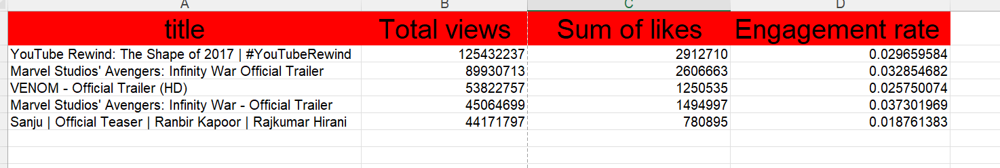 A B C D
title Total views Sum of likes Engagement rate
YouTube Rewind: The Shape of 2017 | #YouTubeRewind 125432237 2912710 0.029659584
Marvel Studios' Avengers: Infinity War Official Trailer 89930713 2606663 0.032854682
VENOM - Official Trailer (HD) 53822757 1250535 0.025750074
Marvel Studios' Avengers: Infinity War - Official Trailer 45064699 1494997 0.037301969
Sanju | Official Teaser | Ranbir Kapoor | Rajkumar Hirani 44171797 780895 0.018761383